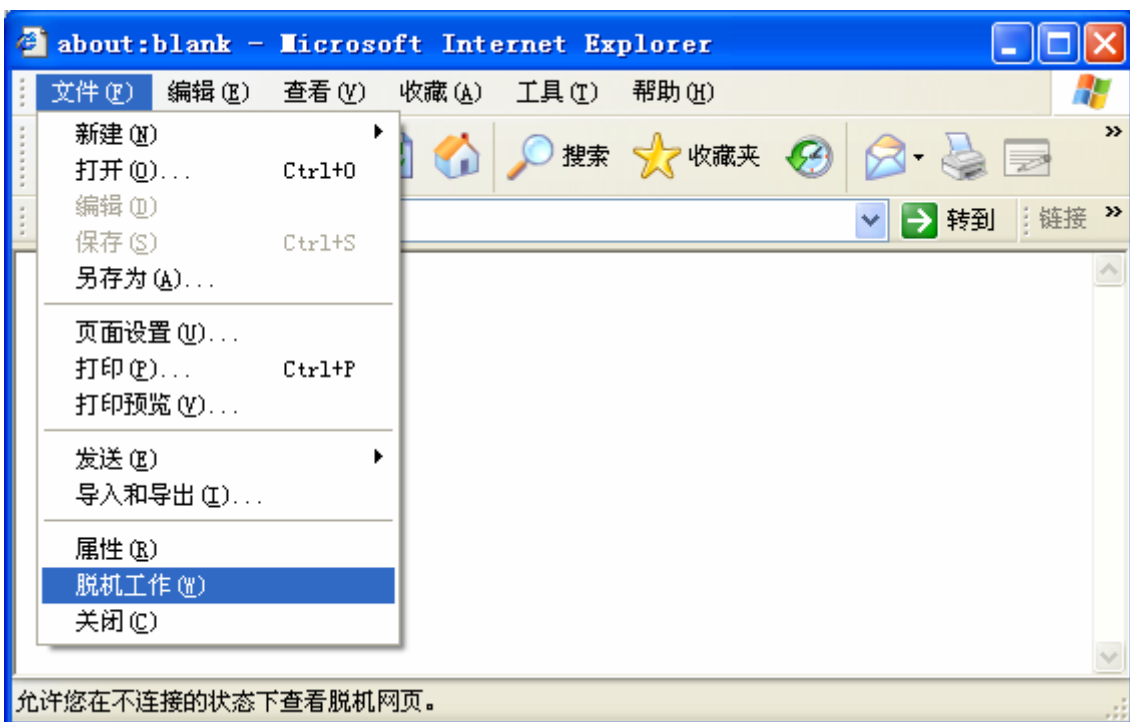 about:blank - Microsoft Internet Explorer
文件(F) 编辑(E) 查看(V) 收藏(A) 工具(T) 帮助(H)
搜索 收藏夹 »
转到 链接 »
新建(N)
打开(O)... Ctrl+O
编辑(D)
保存(S) Ctrl+S
另存为(A)...
页面设置(U)...
打印(P)... Ctrl+P
打印预览(V)...
发送(E)
导入和导出(I)...
属性(R)
脱机工作(W)
关闭(C)
允许您在不连接的状态下查看脱机网页。